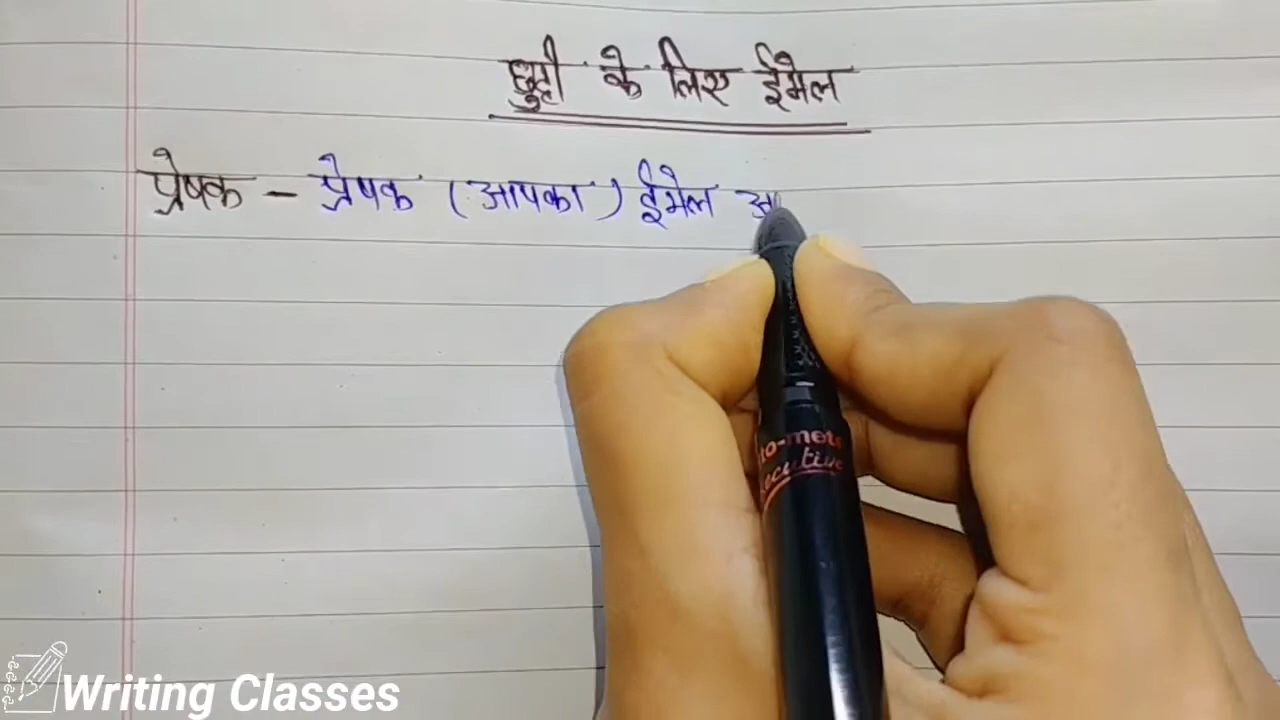 छुट्टी के लिए ईमेल
प्रेषक - प्रेषक (आपका) ईमेल
Writing Classes